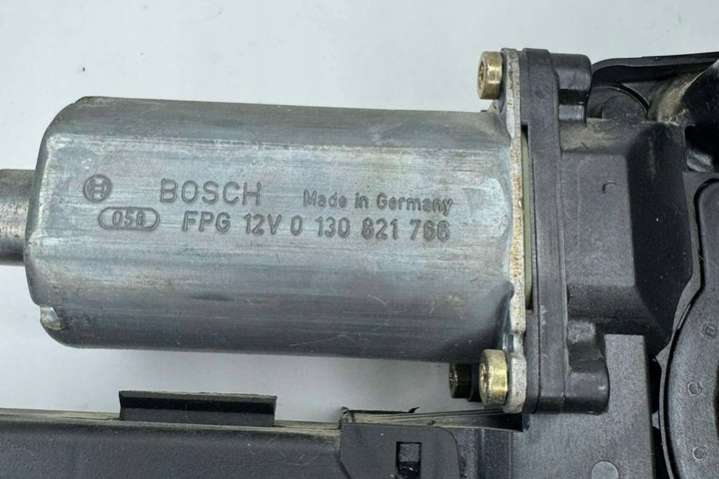 BOSCH Made in Germany
058 FPG 12V 0 130 821 766